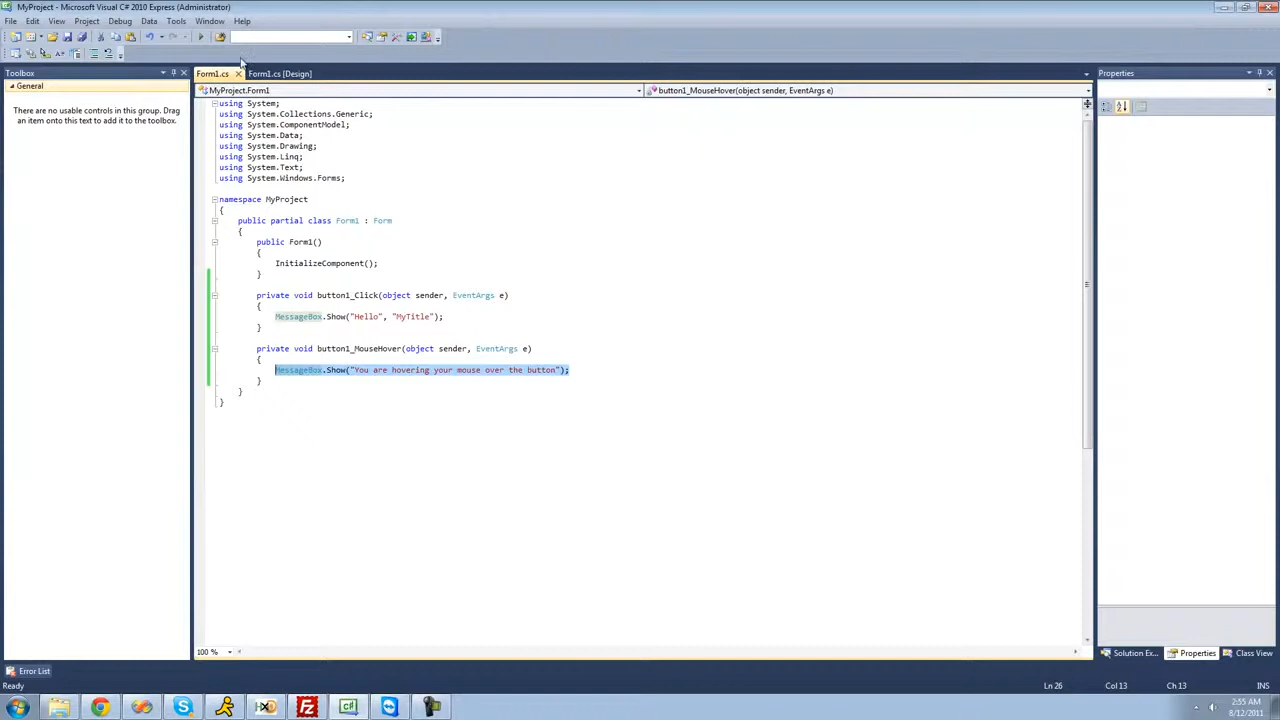 MyProject - Microsoft Visual C# 2010 Express (Administrator)
File Edit View Project Debug Data Tools Window Help
Toolbox
General
There are no usable controls in this group. Drag
an item onto this text to add it to the toolbox.
Form1.cs Form1.cs [Design]
MyProject.Form1 button1_MouseHover(object sender, EventArgs e)
using System;
using System.Collections.Generic;
using System.ComponentModel;
using System.Data;
using System.Drawing;
using System.Linq;
using System.Text;
using System.Windows.Forms;
namespace MyProject
{
public partial class Form1 : Form
{
public Form1()
{
InitializeComponent();
}
private void button1_Click(object sender, EventArgs e)
{
MessageBox.Show("Hello", "MyTitle");
}
private void button1_MouseHover(object sender, EventArgs e)
{
MessageBox.Show("You are hovering your mouse over the button");
}
}
}
100 %
Properties
Solution Ex... Properties Class View
Error List
Ready Ln 26 Col 13 Ch 13 INS
2:55 AM
8/12/2011